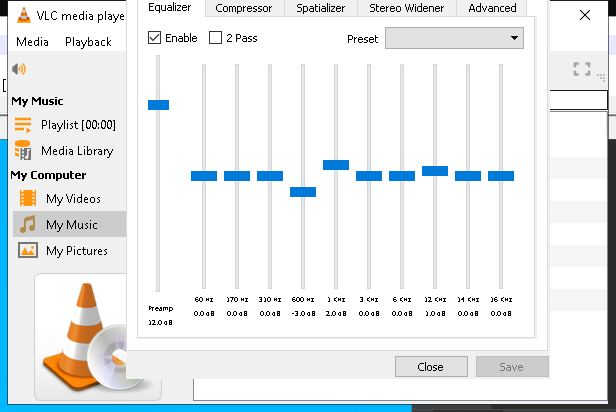 VLC media playe
Media Playback
My Music
Playlist [00:00]
Media Library
My Computer
My Videos
My Music
My Pictures
Equalizer Compressor Spatializer Stereo Widener Advanced
Enable 2 Pass Preset
60 Hz 170 Hz 310 Hz 600 Hz 1 KHz 3 KHz 6 KHz 12 KHz 14 KHz 16 KHz
Preamp 0.0 dB 0.0 dB 0.0 dB -3.0 dB 2.0 dB 0.0 dB 0.0 dB 1.0 dB 0.0 dB 0.0 dB
12.0 dB
Close Save